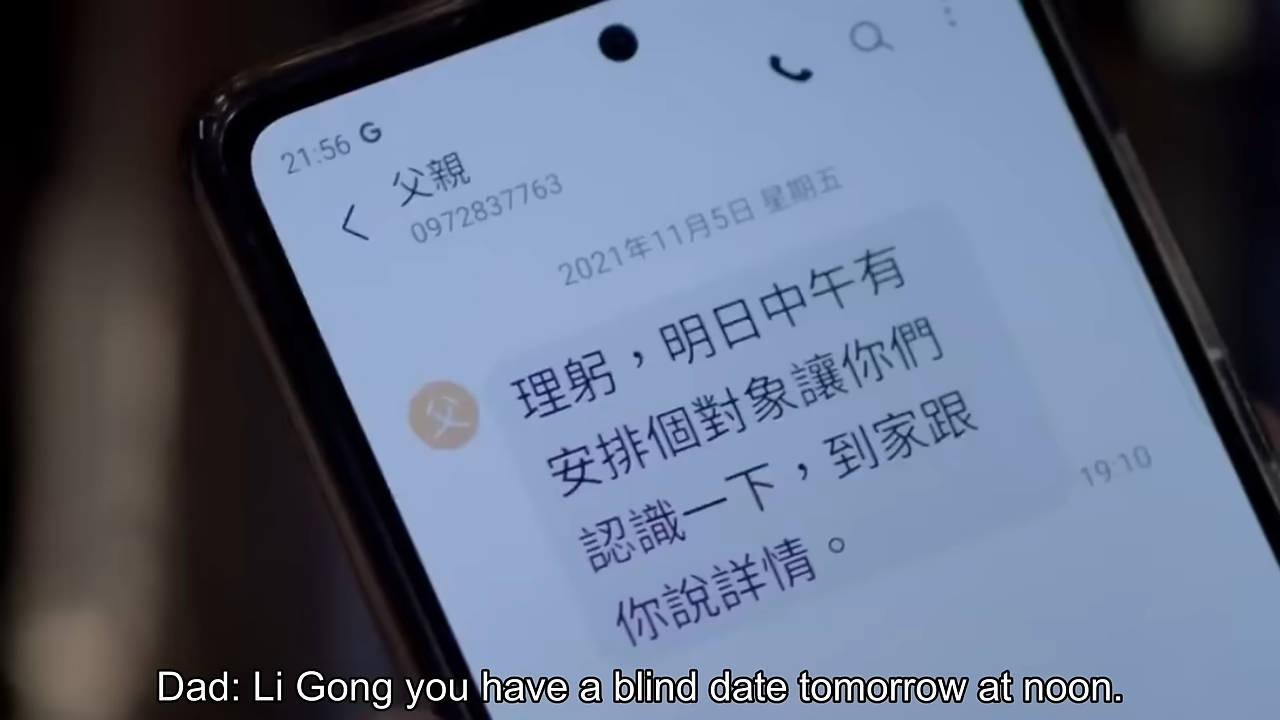 21:56 G
父親
0972837763
2021年11月5日 星期五
父
理躬，明日中午有
安排個對象讓你們
認識一下，到家跟
你說詳情。
19:10
Dad: Li Gong you have a blind date tomorrow at noon.